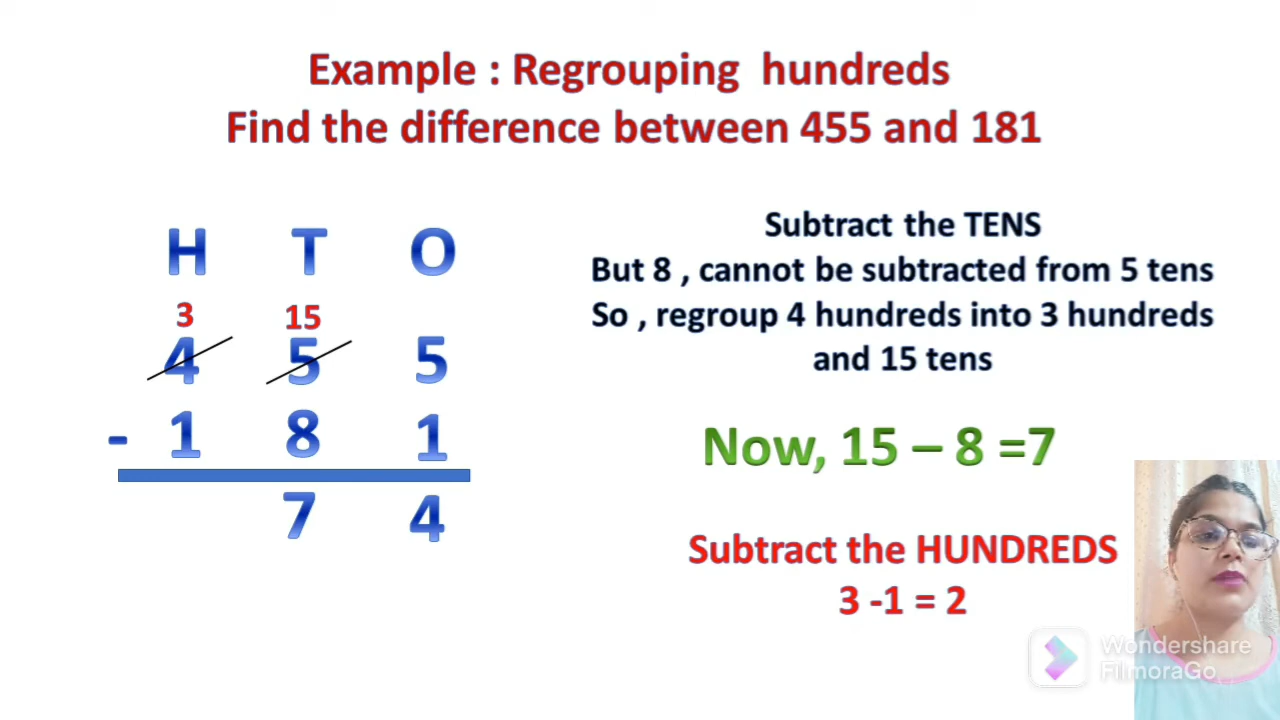 Example : Regrouping hundreds
Find the difference between 455 and 181
H T O
3 15
4 5 5
- 1 8 1
7 4
Subtract the TENS
But 8 , cannot be subtracted from 5 tens
So , regroup 4 hundreds into 3 hundreds
and 15 tens
Now, 15 – 8 =7
Subtract the HUNDREDS
3 -1 = 2
Wondershare
FilmoraGo